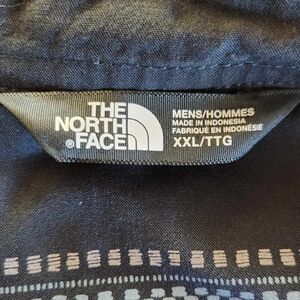 THE
NORTH
FACE®
MENS/HOMMES
MADE IN INDONESIA
FABRIQUÉ EN INDONÉSIE
XXL/TTG